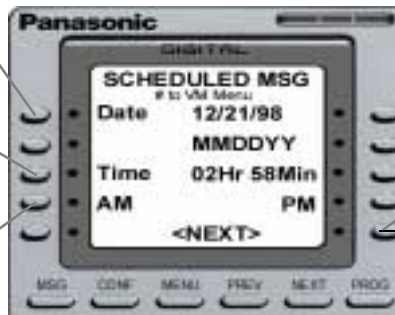 Panasonic
DIGITAL
SCHEDULED MSG
# to VM Menu
Date 12/21/98
MMDDYY
Time 02Hr 58Min
AM PM
<NEXT>
MSG CONF MENU PREV NEXT PROG